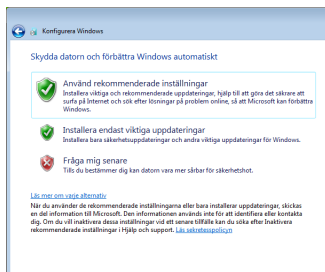 Konfigurera Windows
Skydda datorn och förbättra Windows automatiskt
Använd rekommenderade inställningar
Installera viktiga och rekommenderade uppdateringar, hjälp till att göra det säkrare att
surfa på Internet och sök efter lösningar på problem online, så att Microsoft kan förbättra
Windows.
Installera endast viktiga uppdateringar
Installera bara säkerhetsuppdateringar och andra viktiga uppdateringar för Windows.
Fråga mig senare
Tills du bestämmer dig kan datorn vara mer sårbar för säkerhetshot.
Läs mer om varje alternativ
När du använder de rekommenderade inställningarna eller bara installerar uppdateringar, skickas
en del information till Microsoft. Den informationen används inte för att identifiera eller kontakta
dig. Om du vill inaktivera dessa inställningar vid ett senare tillfälle kan du söka efter Inaktivera
rekommenderade inställningar i Hjälp och support. Läs sekretesspolicyn